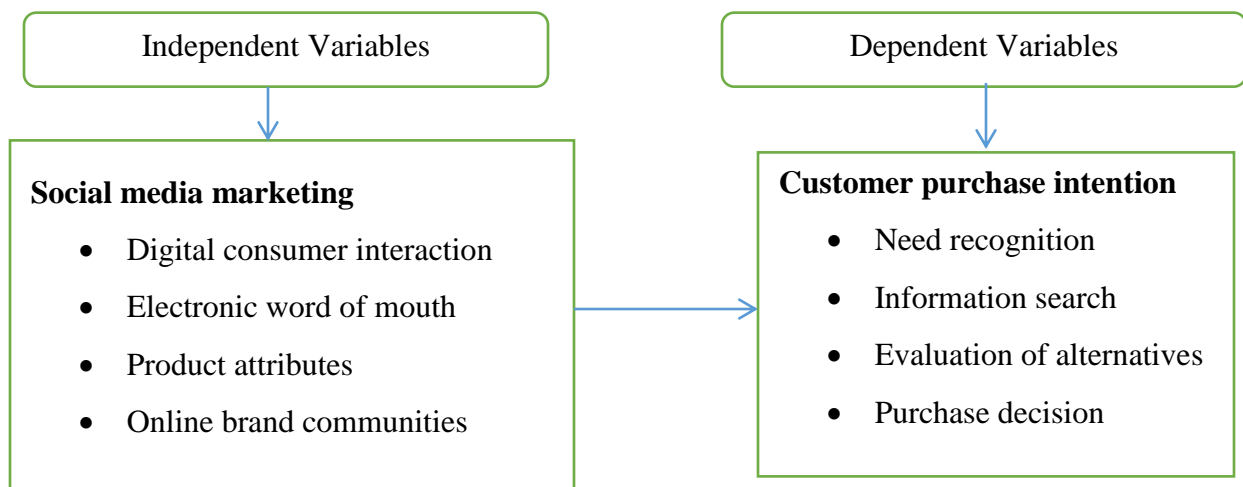 Independent Variables
Dependent Variables
Social media marketing
• Digital consumer interaction
• Electronic word of mouth
• Product attributes
• Online brand communities
Customer purchase intention
• Need recognition
• Information search
• Evaluation of alternatives
• Purchase decision